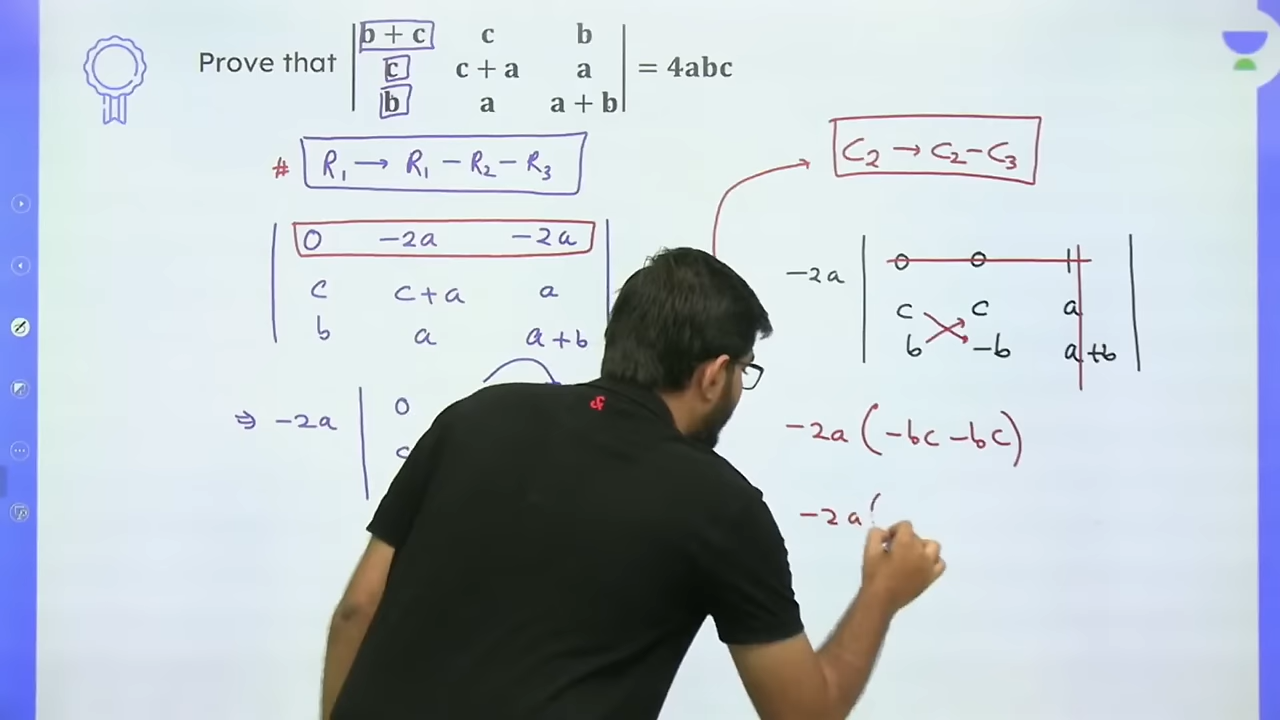 Prove that | b + c c b |
| c c + a a | = 4abc
| b a a + b |
# R₁ → R₁ − R₂ − R₃
| 0 −2a −2a |
| c c+a a |
| b a a+b |
⇒ −2a | 0
c
C₂ → C₂−C₃
−2a | 0 0 1 |
| c c a |
| b −b a+b |
−2a (−bc −bc)
−2a(